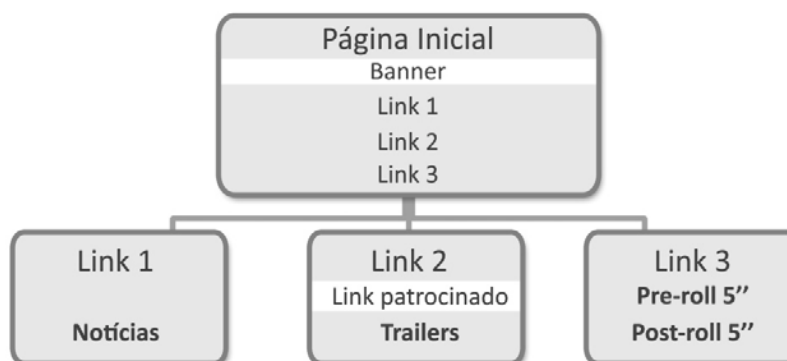 Página Inicial
Banner
Link 1
Link 2
Link 3
Link 1
Notícias
Link 2
Link patrocinado
Trailers
Link 3
Pre-roll 5’’
Post-roll 5’’